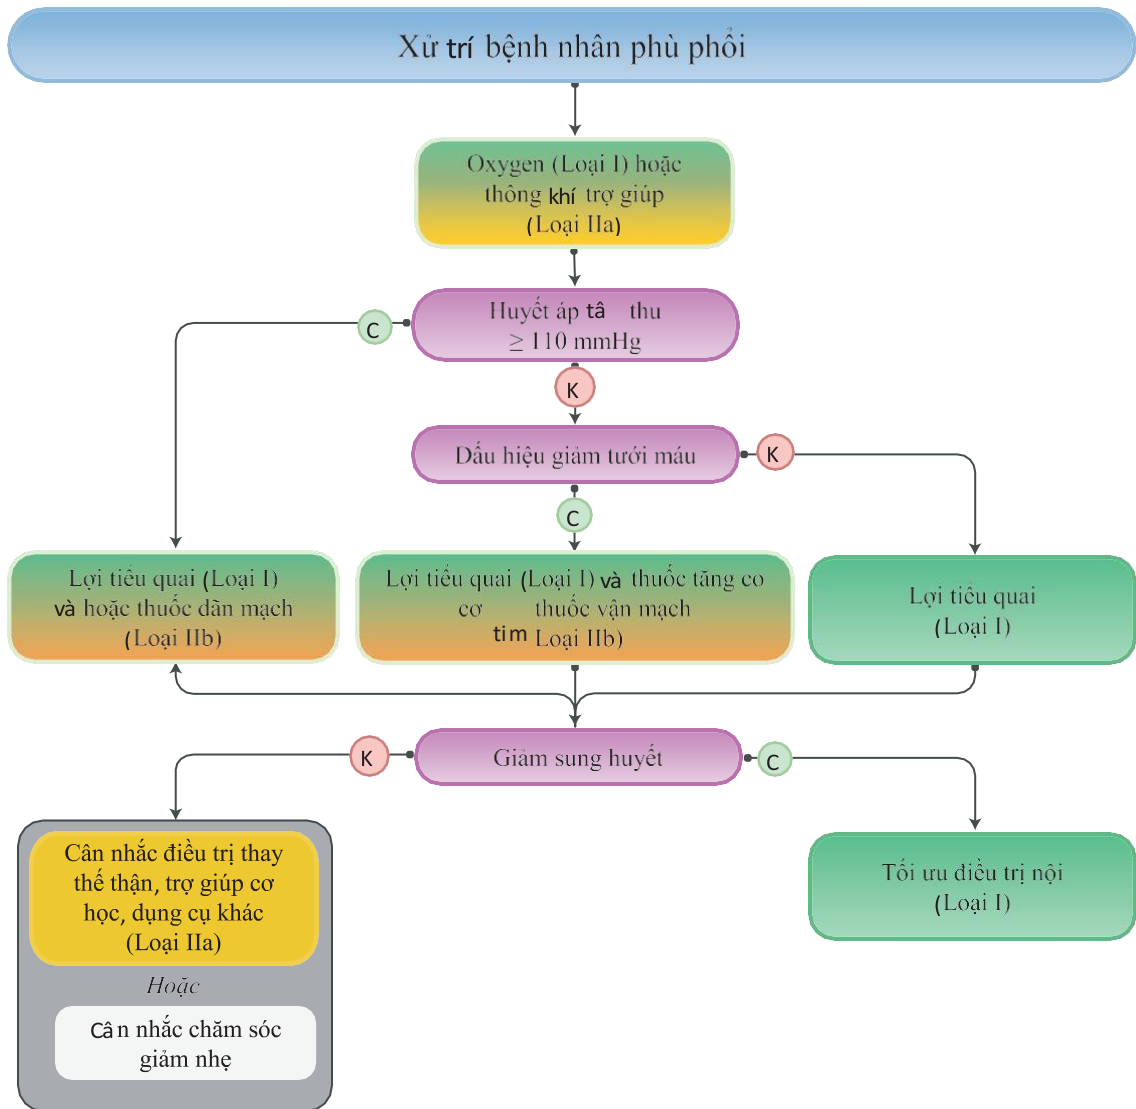 Xử trí bệnh nhân phù phổi
Oxygen (Loại I) hoặc
thông khí trợ giúp
(Loại IIa)
Huyết áp tâ thu
≥ 110 mmHg
C
K
Dấu hiệu giảm tưới máu
K
C
Lợi tiểu quai (Loại I)
và hoặc thuốc dãn mạch
(Loại IIb)
Lợi tiểu quai (Loại I) và thuốc tăng co
cơ thuốc vận mạch
tim Loại IIb)
Lợi tiểu quai
(Loại I)
K
Giảm sung huyết
C
Cân nhắc điều trị thay
thế thận, trợ giúp cơ
học, dụng cụ khác
(Loại IIa)
Hoặc
Cân nhắc chăm sóc
giảm nhẹ
Tối ưu điều trị nội
(Loại I)